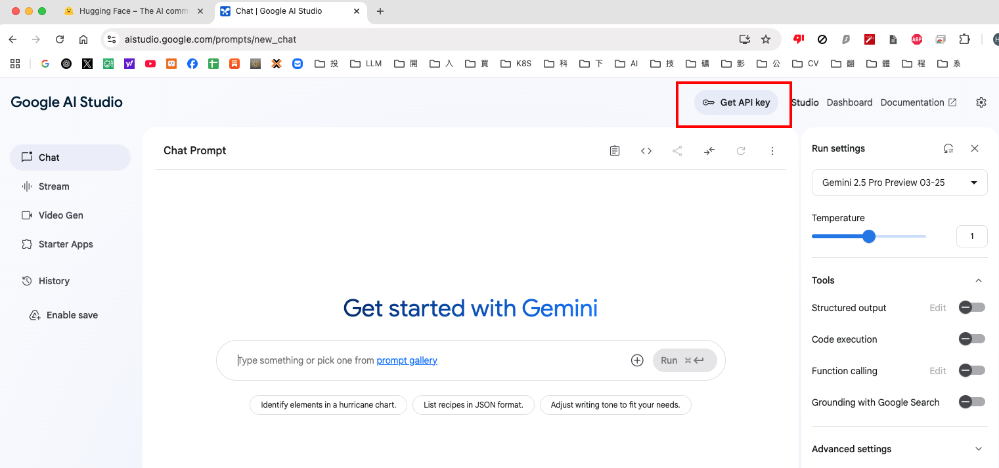 Hugging Face – The AI comm
Chat | Google AI Studio
aistudio.google.com/prompts/new_chat
ABP
H
G X y! 投 LLM 開 人 買 K8S 科 下 AI 技 礦 影 公 CV 翻 體 程 系
Google AI Studio
Get API key
Studio Dashboard Documentation
Chat
Stream
Video Gen
Starter Apps
History
Enable save
Chat Prompt
Get started with Gemini
Type something or pick one from prompt gallery
Run ⌘
Identify elements in a hurricane chart. List recipes in JSON format. Adjust writing tone to fit your needs.
Run settings
Gemini 2.5 Pro Preview 03-25
Temperature
1
Tools
Structured output Edit
Code execution
Function calling Edit
Grounding with Google Search
Advanced settings